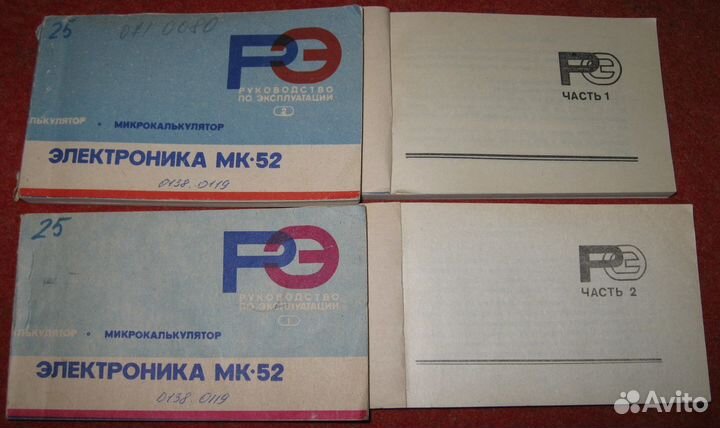 25
071 0080
РЭ
РУКОВОДСТВО
ПО ЭКСПЛУАТАЦИИ
2
ЛЬКУЛЯТОР • МИКРОКАЛЬКУЛЯТОР
ЭЛЕКТРОНИКА МК·52
0138.0119
РЭ
ЧАСТЬ 1
25
РЭ
РУКОВОДСТВО
ПО ЭКСПЛУАТАЦИИ
1
ЛЬКУЛЯТОР • МИКРОКАЛЬКУЛЯТОР
ЭЛЕКТРОНИКА МК·52
0138.0119
РЭ
ЧАСТЬ 2
Avito